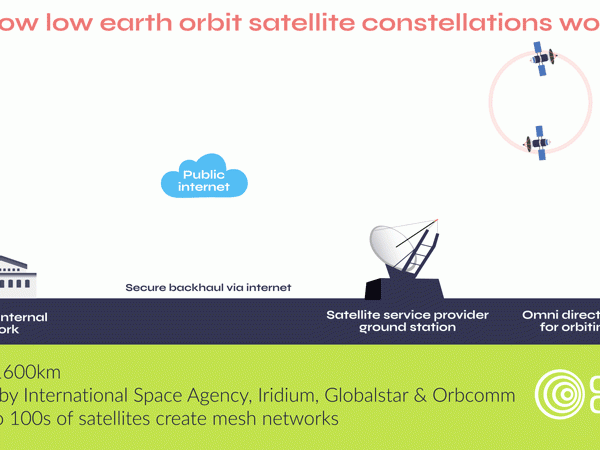 ow low earth orbit satellite constellations wo
Public
internet
Secure backhaul via internet
nternal
ork
Satellite service provider
ground station
Omni direct
for orbitin
.600km
by International Space Agency, Iridium, Globalstar & Orbcomm
o 100s of satellites create mesh networks